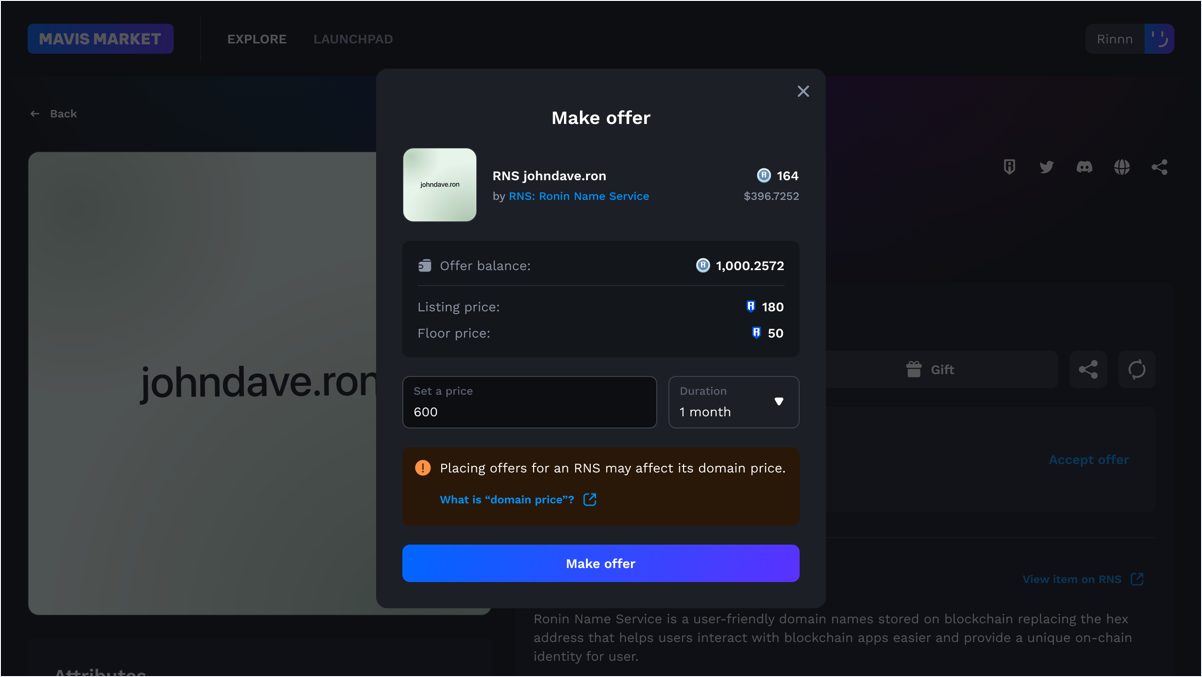 MAVIS MARKET
EXPLORE
LAUNCHPAD
Rinnn
Back
Make offer
johndave.ron
RNS johndave.ron
164
by RNS: Ronin Name Service
$396.7252
Offer balance:
1,000.2572
Listing price:
180
Floor price:
50
johndave.ron
Gift
Set a price
600
Duration
1 month
Accept offer
Placing offers for an RNS may affect its domain price.
What is “domain price”?
Make offer
View item on RNS
Ronin Name Service is a user-friendly domain names stored on blockchain replacing the hex
address that helps users interact with blockchain apps easier and provide a unique on-chain
identity for user.
Attributes